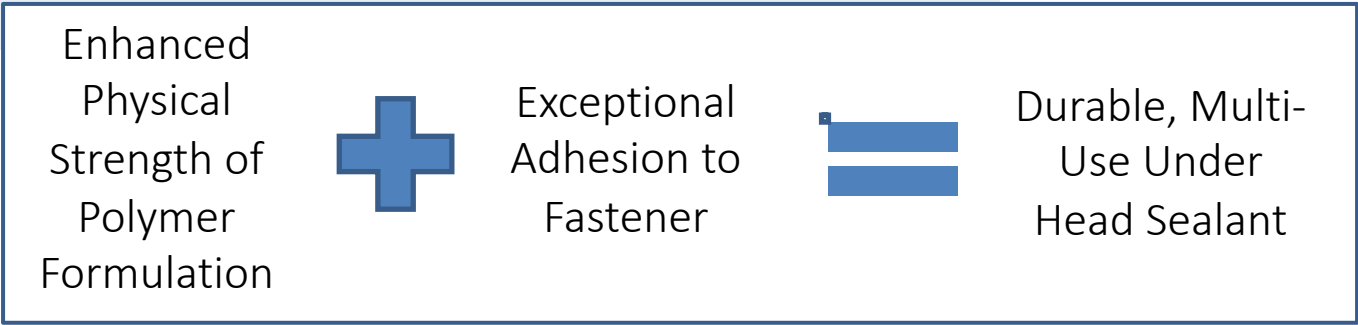 Enhanced
Physical
Strength of
Polymer
Formulation
Exceptional
Adhesion to
Fastener
Durable, Multi-
Use Under
Head Sealant